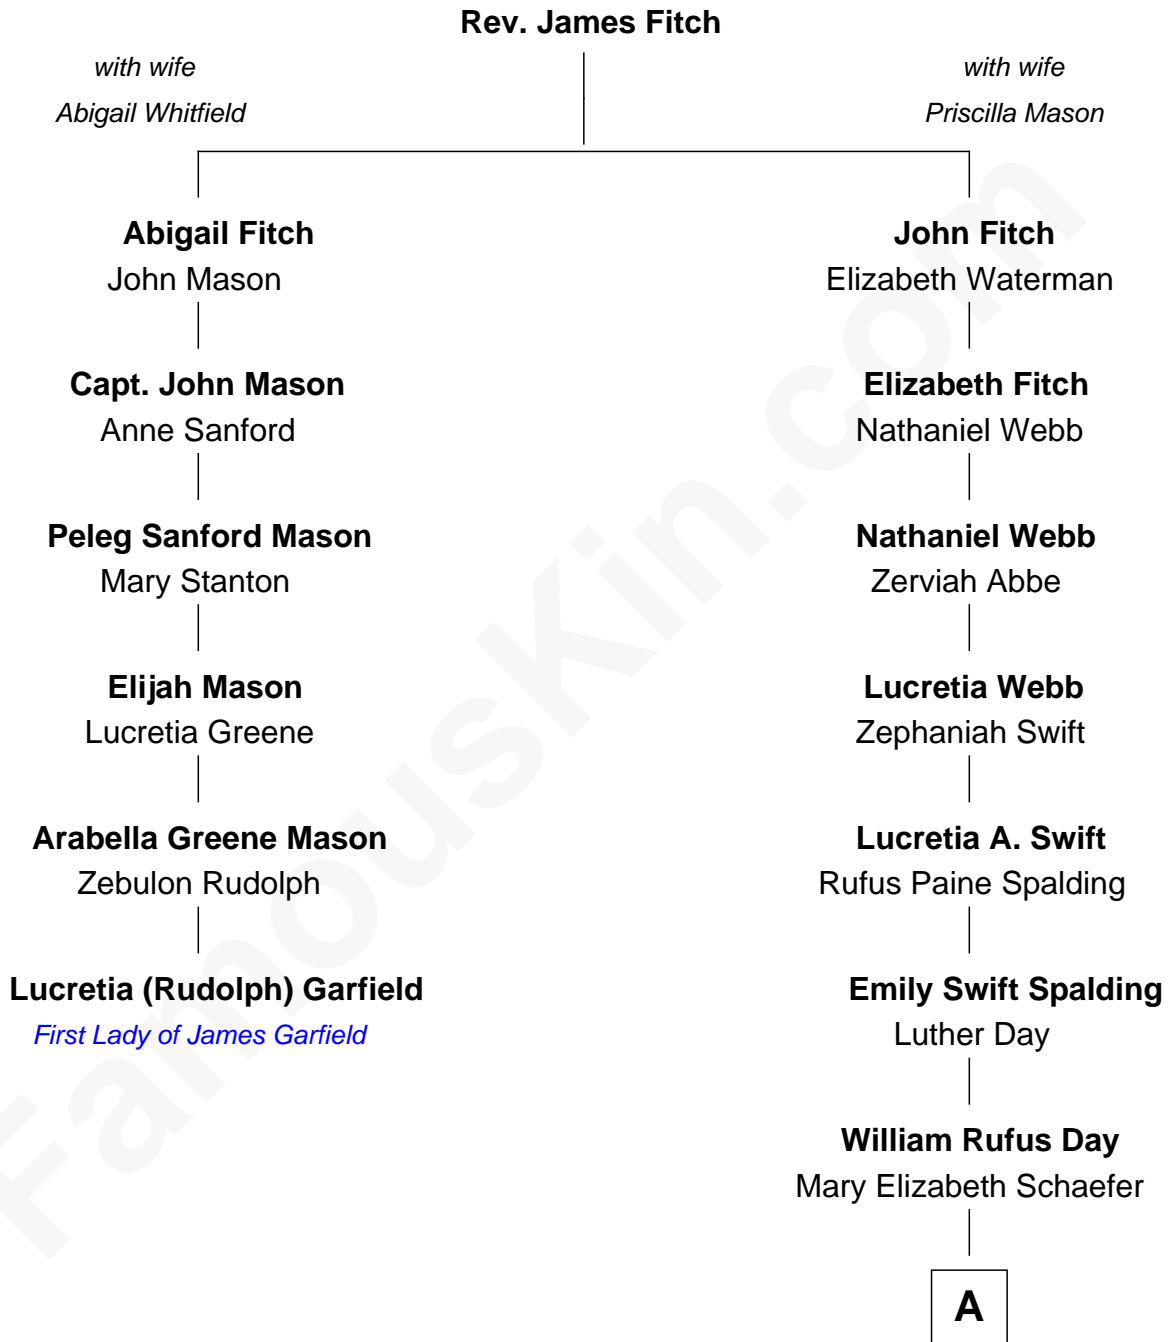 Rev. James Fitch
with wife
Abigail Whitfield
with wife
Priscilla Mason
Abigail Fitch
John Mason
John Fitch
Elizabeth Waterman
Capt. John Mason
Anne Sanford
Elizabeth Fitch
Nathaniel Webb
Peleg Sanford Mason
Mary Stanton
Nathaniel Webb
Zerviah Abbe
Elijah Mason
Lucretia Greene
Lucretia Webb
Zephaniah Swift
Arabella Greene Mason
Zebulon Rudolph
Lucretia A. Swift
Rufus Paine Spalding
Lucretia (Rudolph) Garfield
First Lady of James Garfield
Emily Swift Spalding
Luther Day
William Rufus Day
Mary Elizabeth Schaefer
A
FamousKin.com